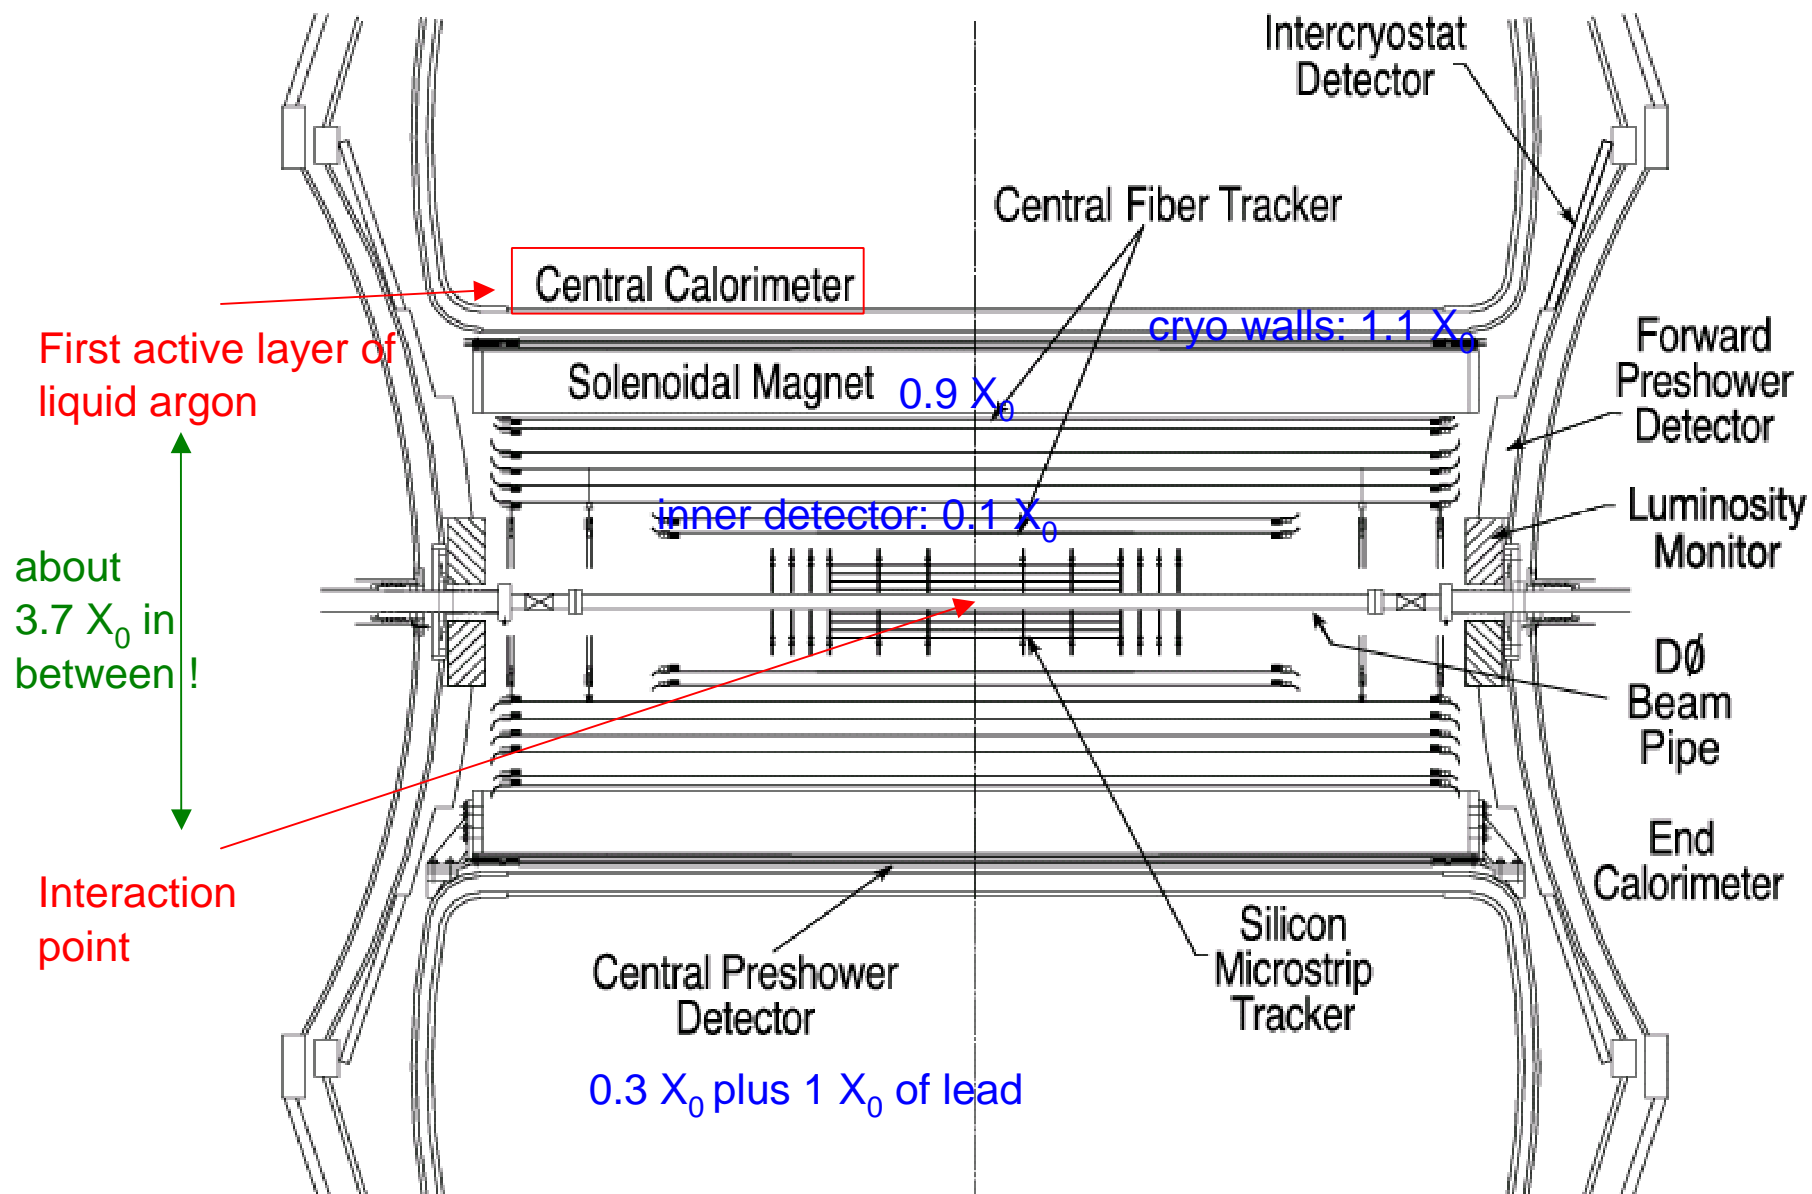 Intercryostat
Detector
Central Fiber Tracker
Central Calorimeter
cryo walls: 1.1 X0
First active layer of
liquid argon
Solenoidal Magnet
0.9 X0
Forward
Preshower
Detector
inner detector: 0.1 X0
Luminosity
Monitor
about
3.7 X0 in
between !
DØ
Beam
Pipe
End
Calorimeter
Interaction
point
Silicon
Microstrip
Tracker
Central Preshower
Detector
0.3 X0 plus 1 X0 of lead